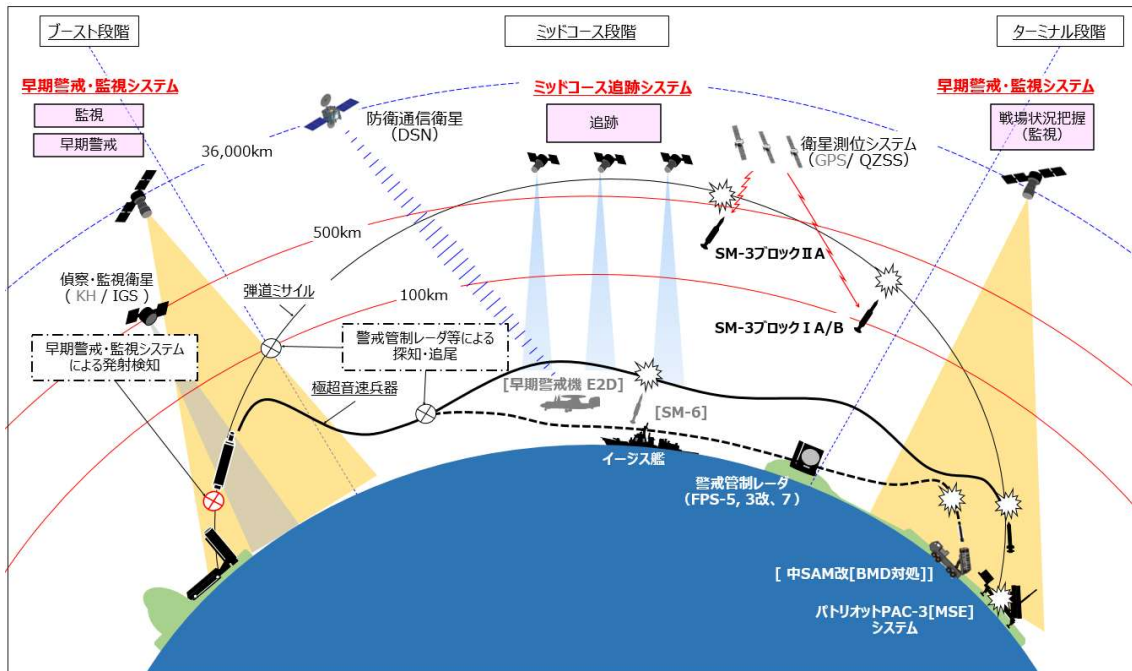 ブースト段階
ミッドコース段階
ターミナル段階
早期警戒・監視システム
監視
早期警戒
防衛通信衛星
(DSN)
ミッドコース追跡システム
追跡
衛星測位システム
(GPS/ QZSS)
早期警戒・監視システム
戦場状況把握
(監視)
36,000km
500km
100km
偵察・監視衛星
( KH / IGS )
弾道ミサイル
SM-3ブロックⅡA
SM-3ブロックⅠA/B
早期警戒・監視システム
による発射検知
警戒管制レーダ等による
探知・追尾
極超音速兵器
[早期警戒機 E2D]
[SM-6]
イージス艦
警戒管制レーダ
(FPS-5, 3改、7)
[ 中SAM改[BMD対処]]
パトリオットPAC-3[MSE]
システム